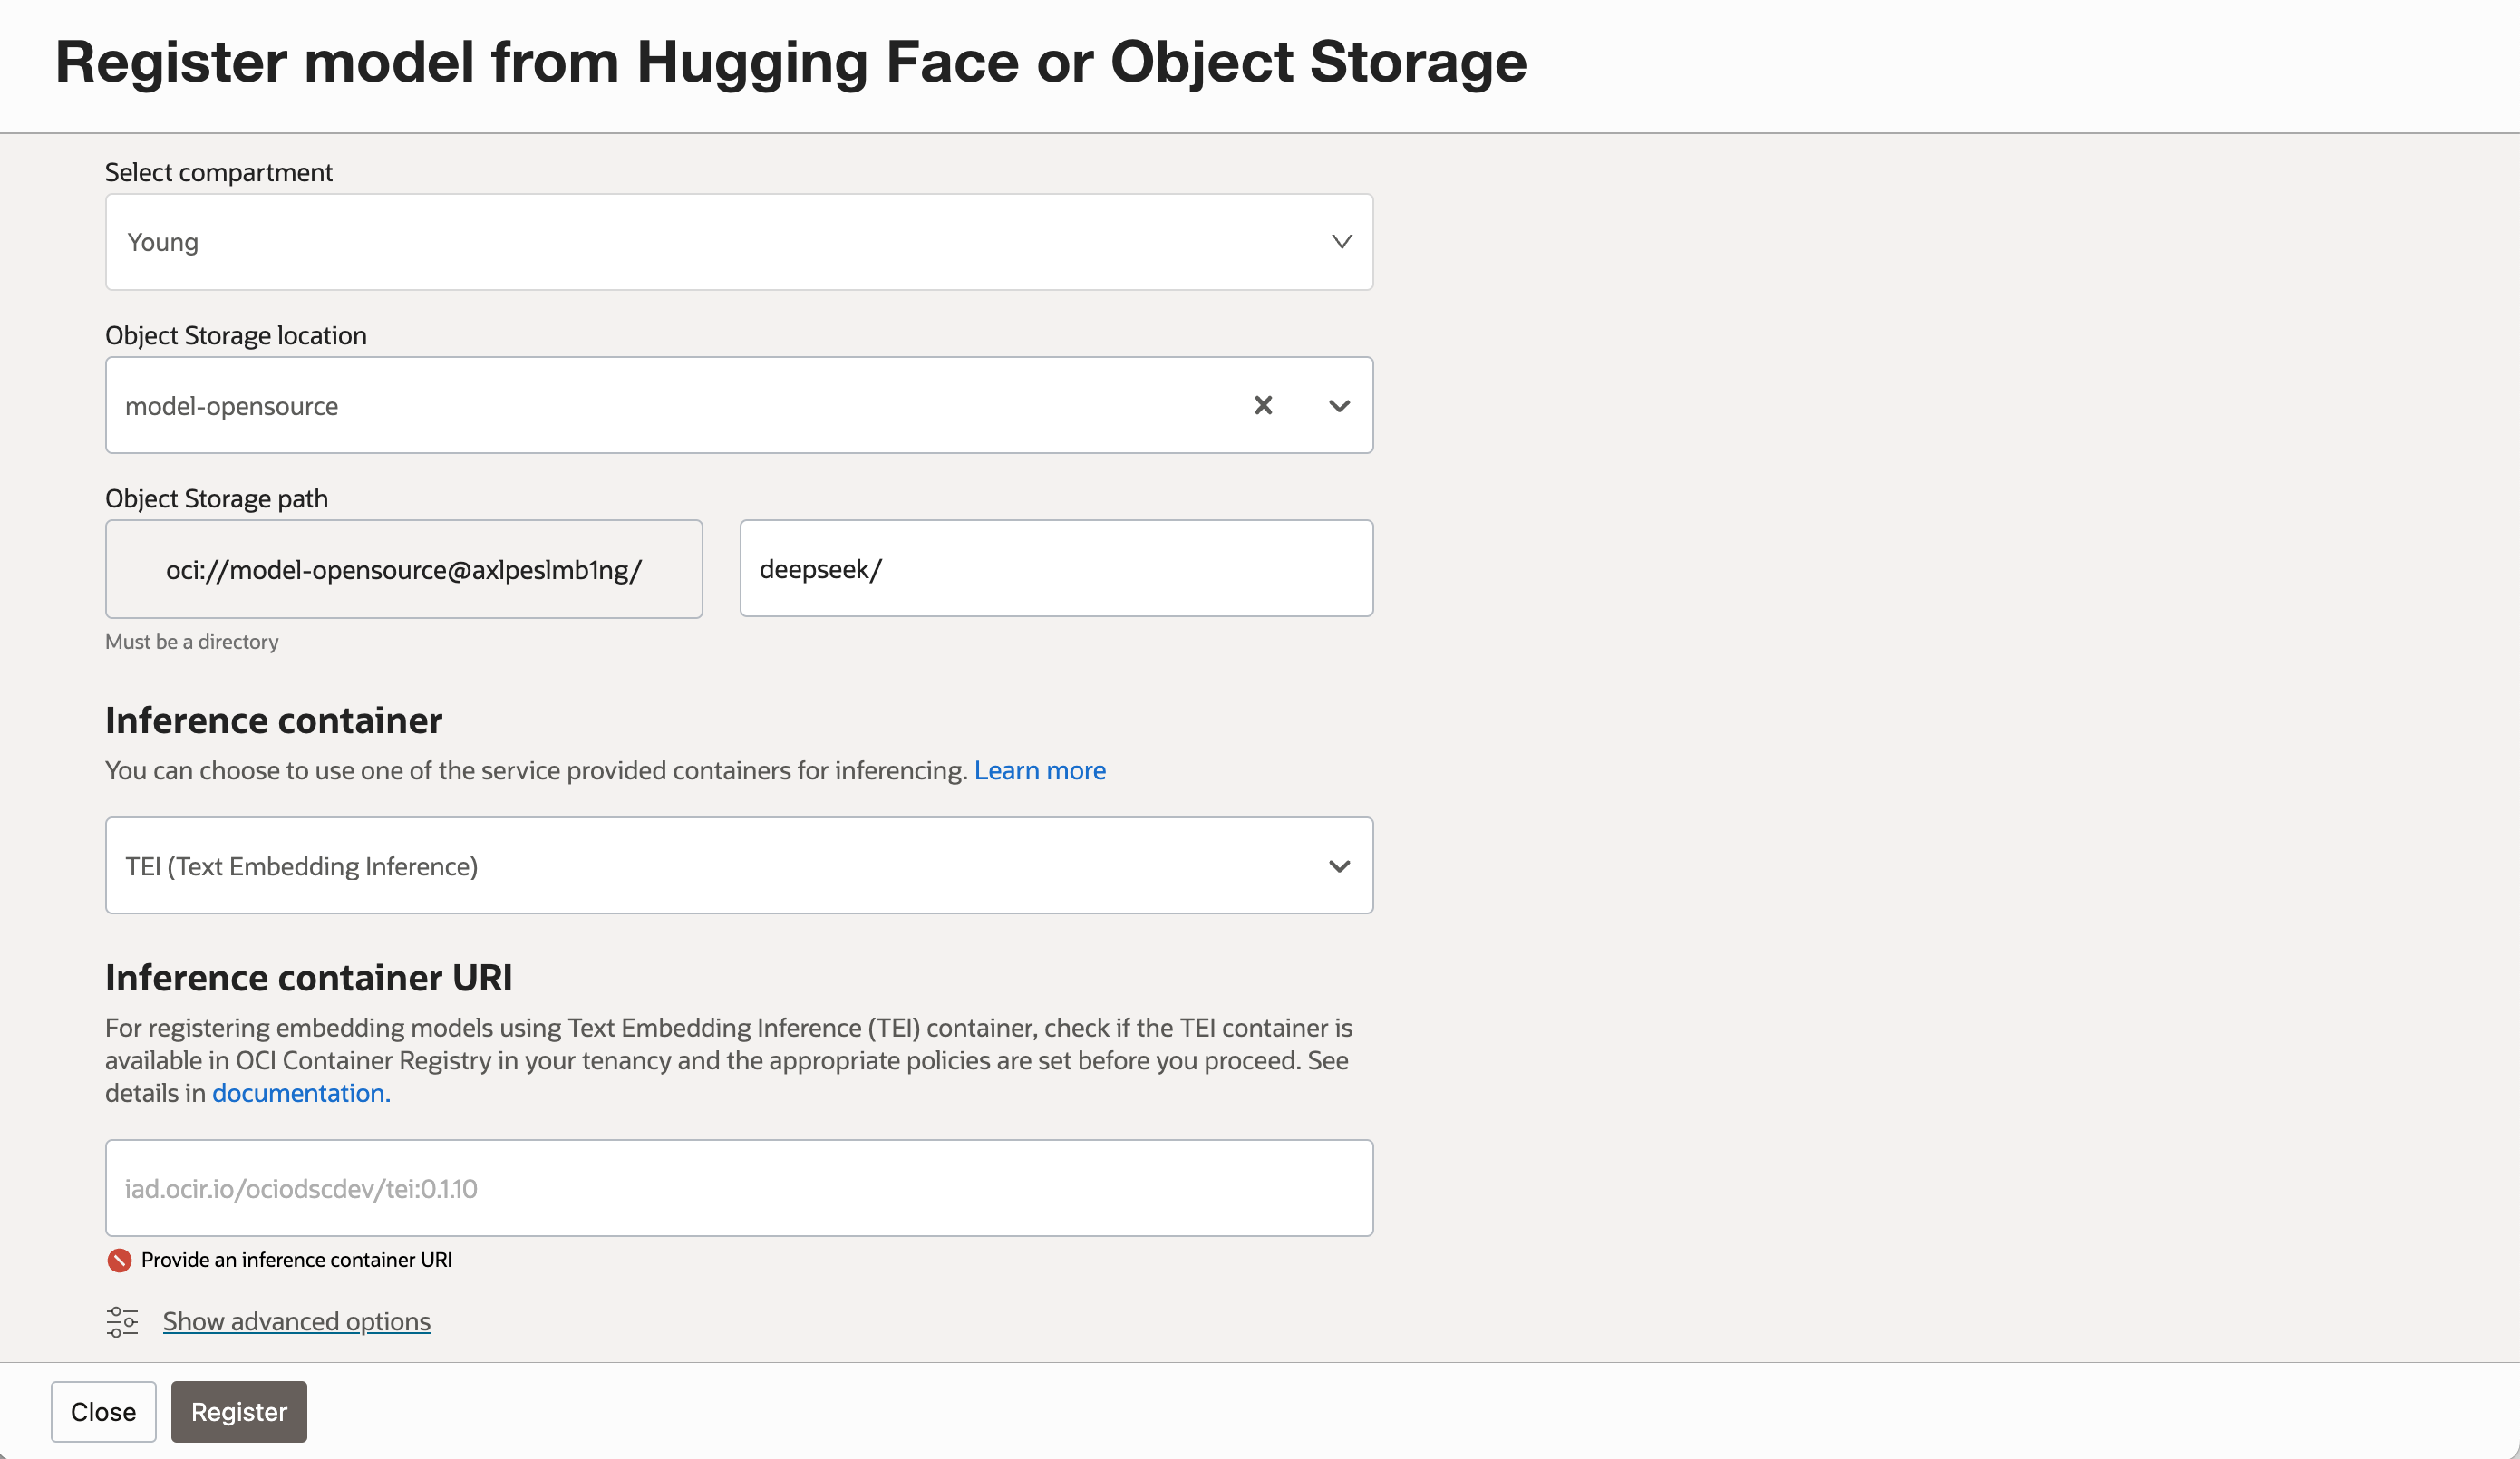 Register model from Hugging Face or Object Storage
Select compartment
Young
Object Storage location
model-opensource
Object Storage path
oci://model-opensource@axlpeslmb1ng/
deepseek/
Must be a directory
Inference container
You can choose to use one of the service provided containers for inferencing. Learn more
TEI (Text Embedding Inference)
Inference container URI
For registering embedding models using Text Embedding Inference (TEI) container, check if the TEI container is
available in OCI Container Registry in your tenancy and the appropriate policies are set before you proceed. See
details in documentation.
iad.ocir.io/ociodscdev/tei:0.1.10
Provide an inference container URI
Show advanced options
Close
Register